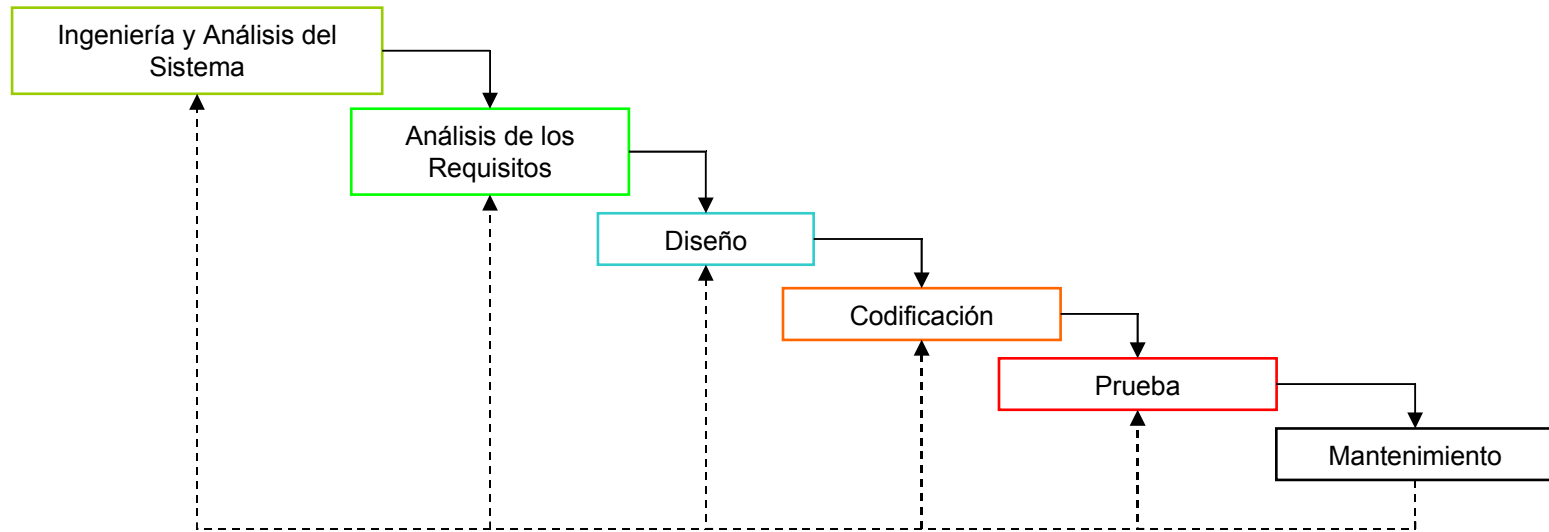 Ingeniería y Análisis del
Sistema
Análisis de los
Requisitos
Diseño
Codificación
Prueba
Mantenimiento